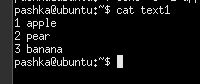 pashka@ubuntu:~$ cat text1
1 apple
2 pear
3 banana
pashka@ubuntu:~$